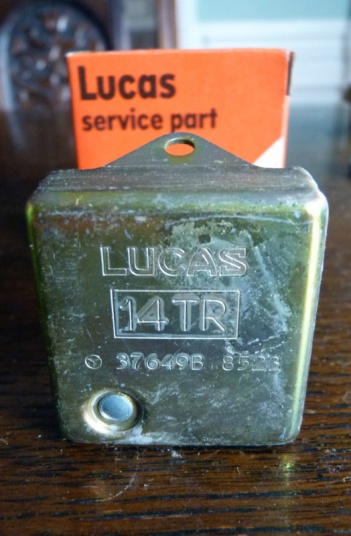 Lucas
service part
LUCAS
14TR
37649B 8523